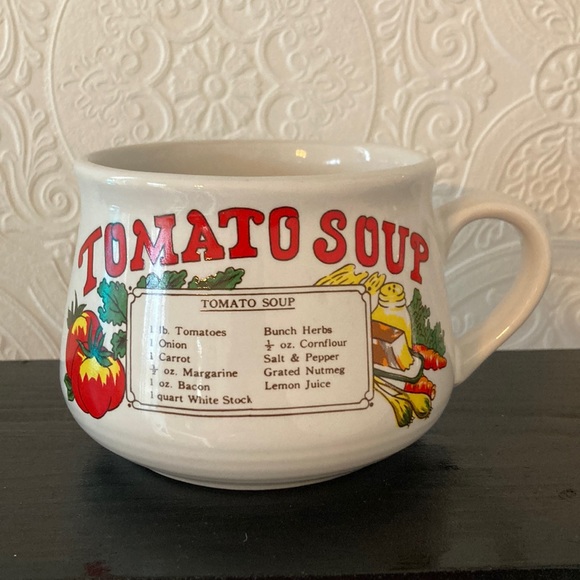 TOMATO SOUP
TOMATO SOUP
1 lb. Tomatoes
1 Onion
1 Carrot
½ oz. Margarine
1 oz. Bacon
1 quart White Stock
Bunch Herbs
½ oz. Cornflour
Salt & Pepper
Grated Nutmeg
Lemon Juice